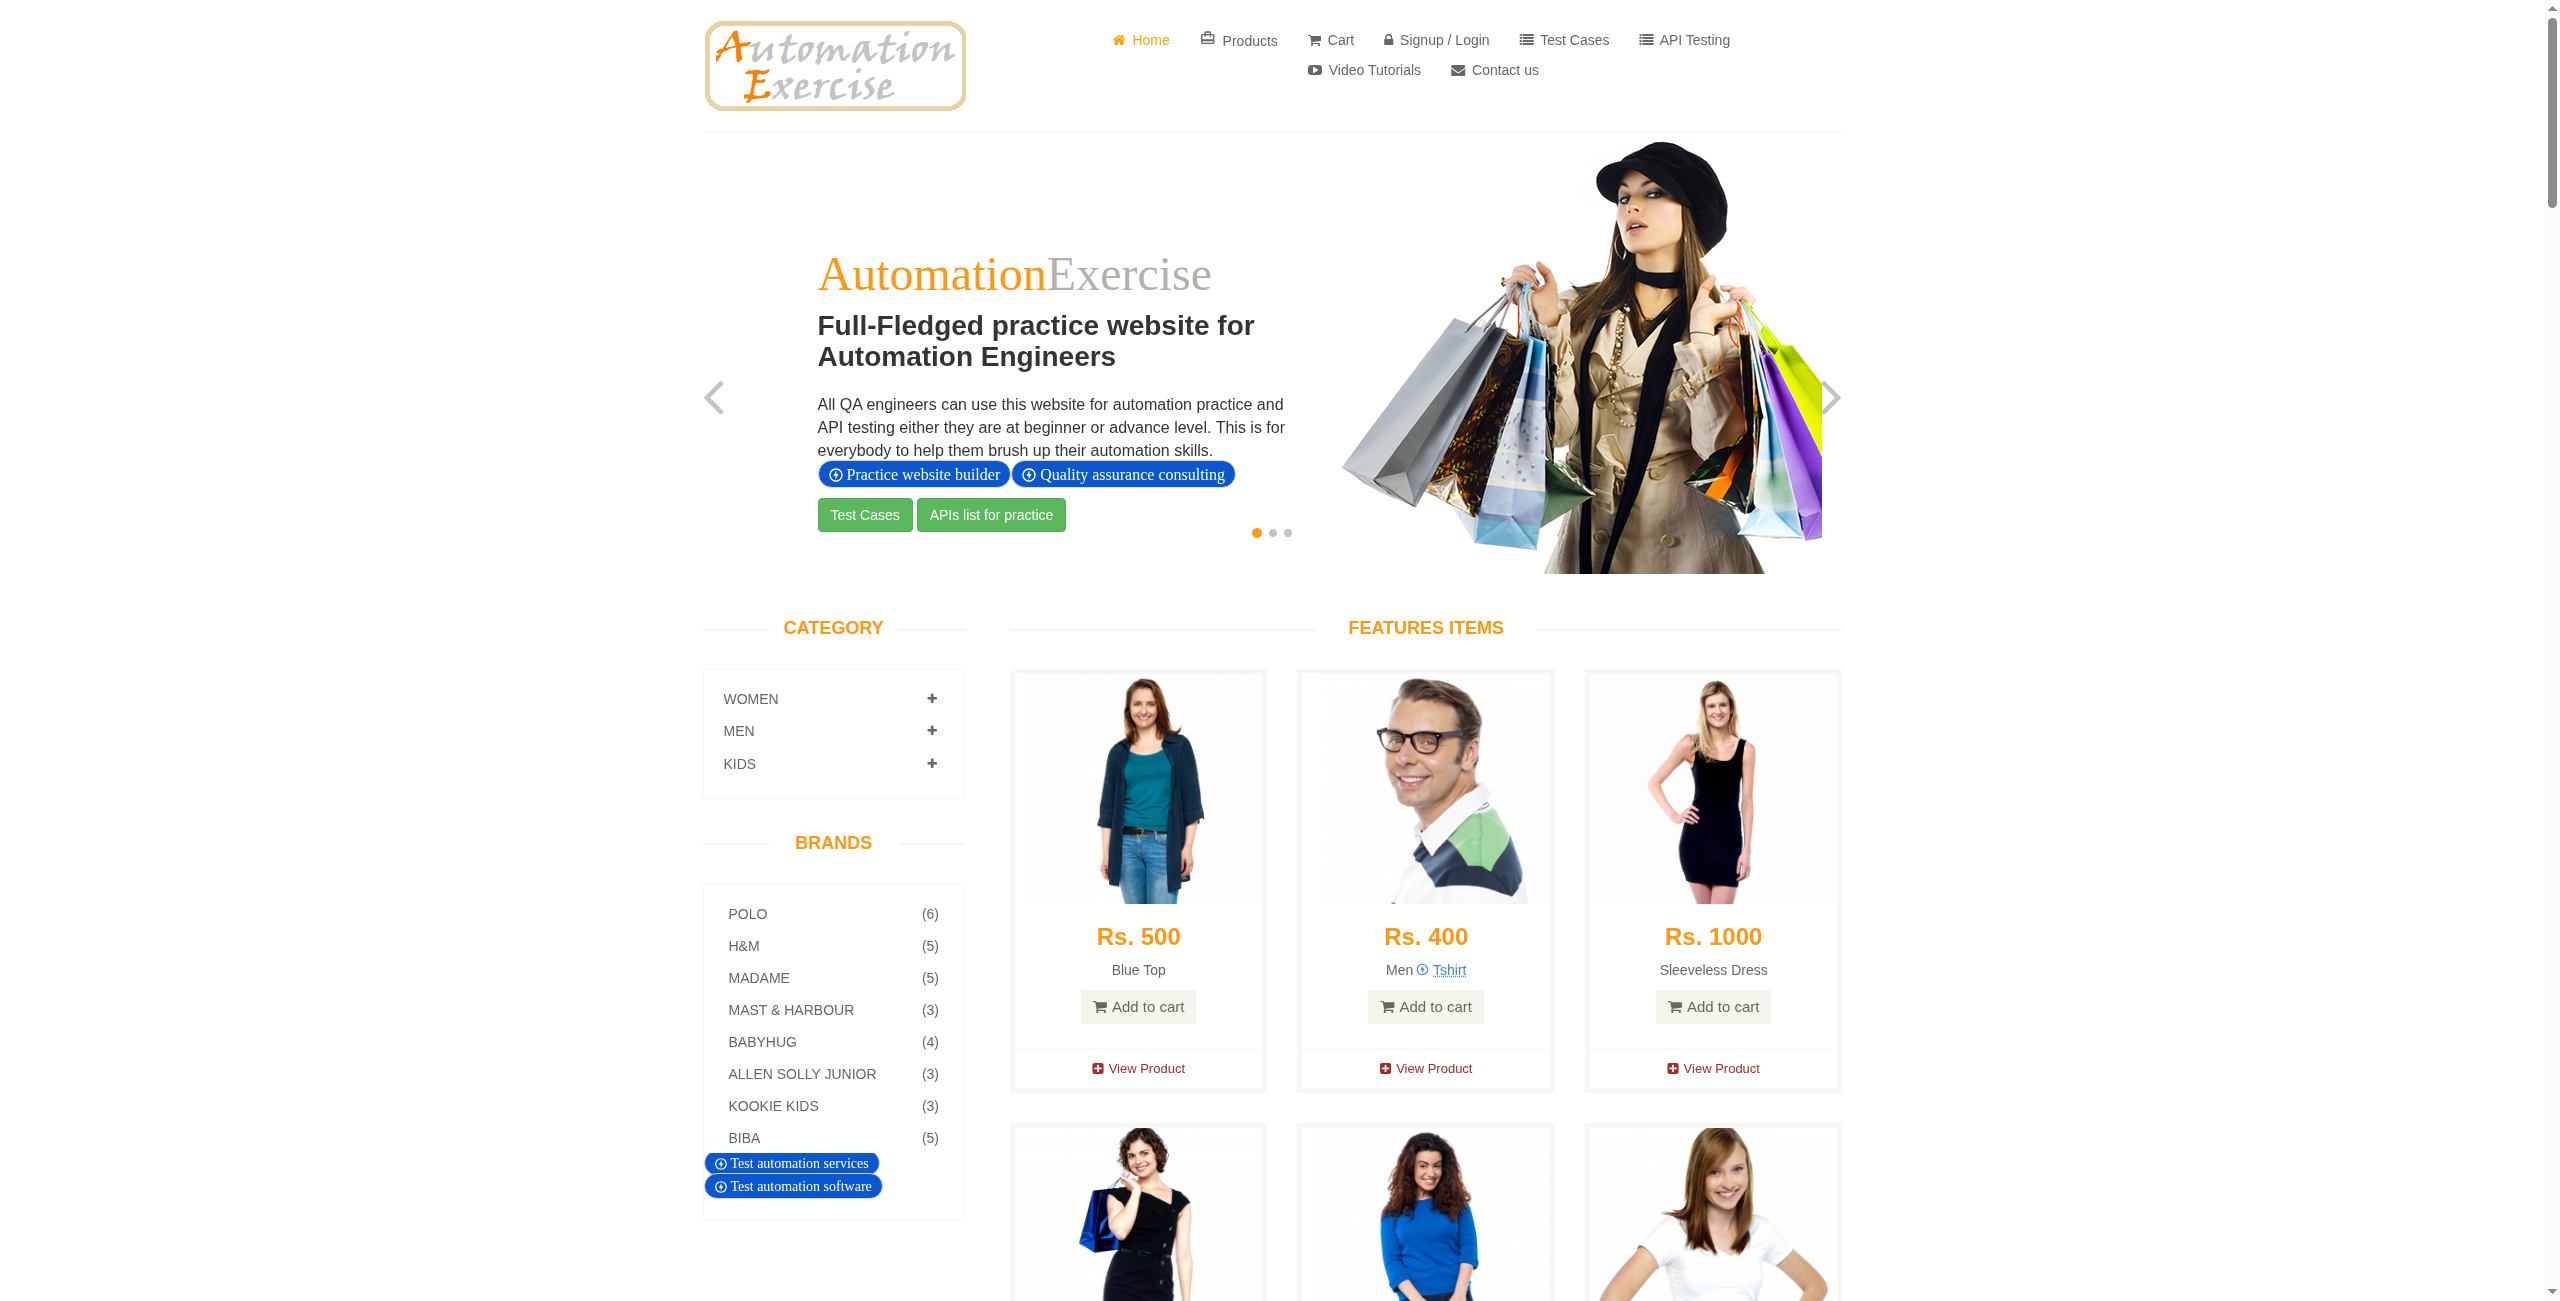 Automation
Exercise
Home
Products
Cart
Signup / Login
Test Cases
API Testing
Video Tutorials
Contact us
AutomationExercise
Full-Fledged practice website for
Automation Engineers
All QA engineers can use this website for automation practice and
API testing either they are at beginner or advance level. This is for
everybody to help them brush up their automation skills.
Practice website builder
Quality assurance consulting
Test Cases
APIs list for practice
CATEGORY
WOMEN
MEN
KIDS
BRANDS
POLO (6)
H&M (5)
MADAME (5)
MAST & HARBOUR (3)
BABYHUG (4)
ALLEN SOLLY JUNIOR (3)
KOOKIE KIDS (3)
BIBA (5)
Test automation services
Test automation software
FEATURES ITEMS
Rs. 500
Blue Top
Add to cart
View Product
Rs. 400
Men Tshirt
Add to cart
View Product
Rs. 1000
Sleeveless Dress
Add to cart
View Product